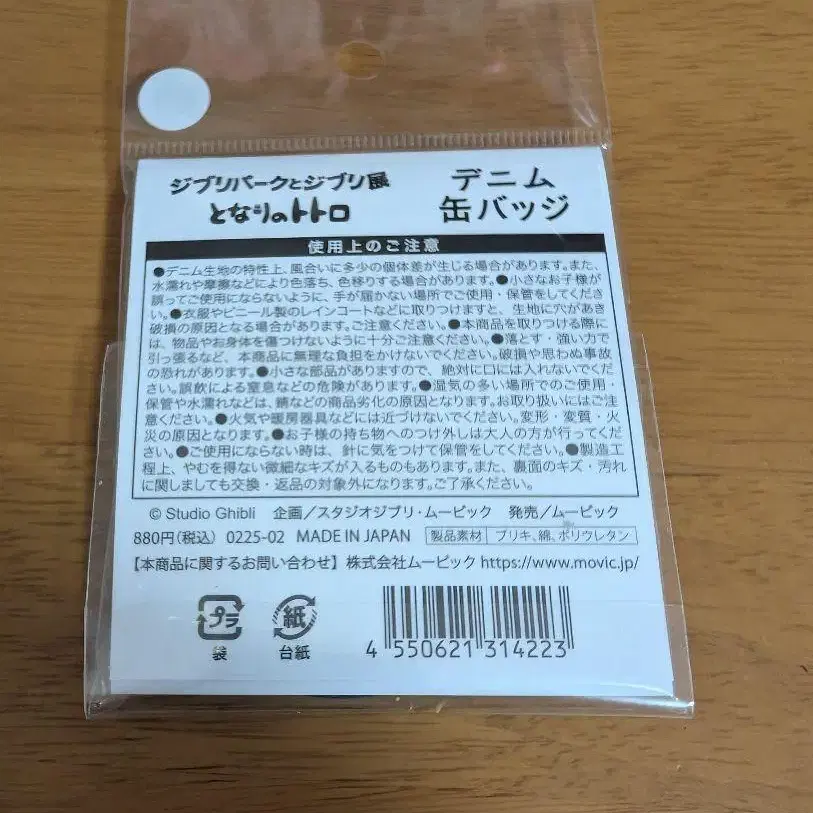 ジブリパークとジブリ展
となりのトトロ
デニム
缶バッジ
使用上のご注意
●デニム生地の特性上、風合いに多少の個体差が生じる場合があります。また、
水濡れや摩擦などにより色落ち、色移りする場合があります。●小さなお子様が
誤ってご使用にならないように、手が届かない場所でご使用・保管をしてくださ
い。●衣服やビニール製のレインコートなどに取りつけますと、生地に穴があき
破損の原因となる場合があります。ご注意ください。●本商品を取りつける際に
は、物品やお身体を傷つけないように十分ご注意ください。●落とす・強い力で
引っ張るなど、本商品に無理な負担をかけないでください。破損や思わぬ事故
の恐れがあります。●小さな部品がありますので、絶対に口には入れないでくだ
さい。誤飲による窒息などの危険があります。●湿気の多い場所でのご使用・
保管や水濡れなどは、錆などの商品劣化の原因となります。お取り扱いにはご注
意ください。●火気や暖房器具などには近づけないでください。変形・変質・火
災の原因となります。●お子様の持ち物へのつけ外しは大人の方が行ってくだ
さい。●ご使用にならない時は、針に気をつけて保管をしてください。●製造工
程上、やむを得ない微細なキズが入るものもあります。また、裏面のキズ・汚れ
に関しましても交換・返品の対象外になります。ご了承ください。
© Studio Ghibli 企画/スタジオジブリ・ムービック 発売/ムービック
880円(税込) 0225-02 MADE IN JAPAN 製品素材 ブリキ、綿、ポリウレタン
【本商品に関するお問い合わせ】株式会社ムービック https://www.movic.jp/
プラ 紙
袋 台紙
4 550621 314223